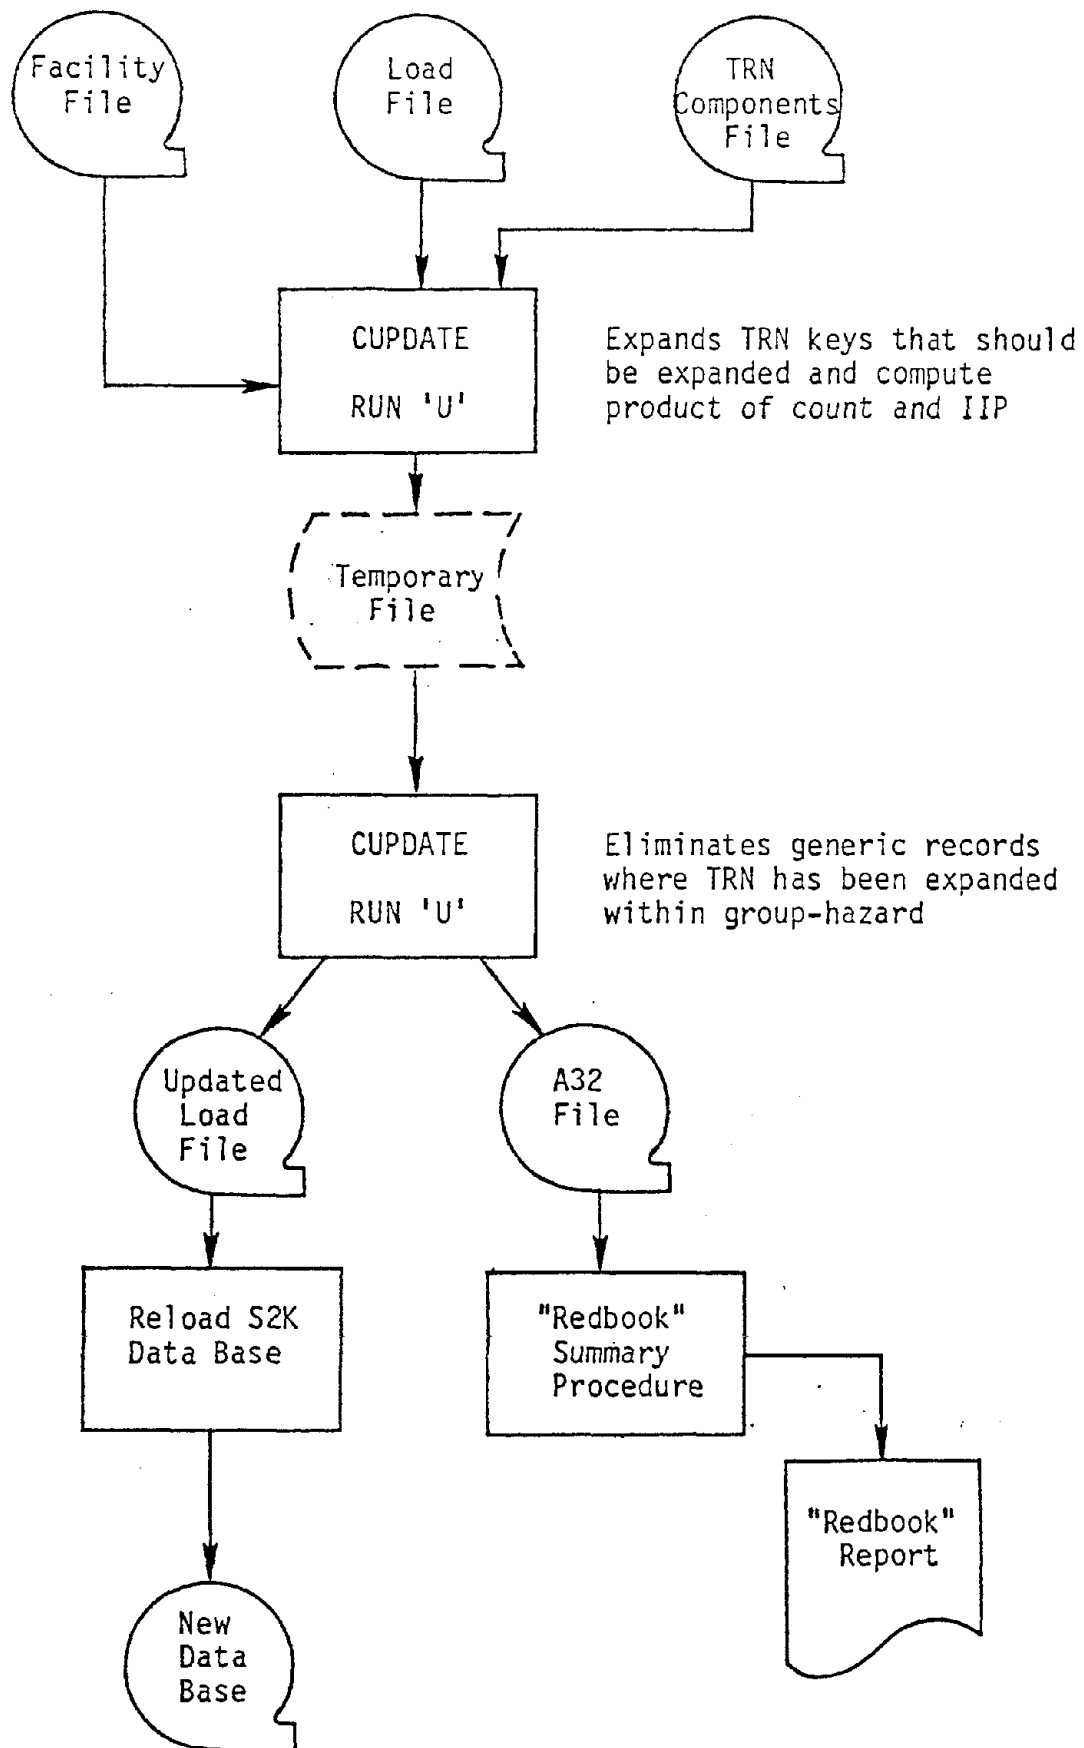 Facility
File
Load
File
TRN
Components
File
CUPDATE
RUN 'U'
Expands TRN keys that should
be expanded and compute
product of count and IIP
Temporary
File
CUPDATE
RUN 'U'
Eliminates generic records
where TRN has been expanded
within group-hazard
Updated
Load
File
A32
File
Reload S2K
Data Base
"Redbook"
Summary
Procedure
"Redbook"
Report
New
Data
Base